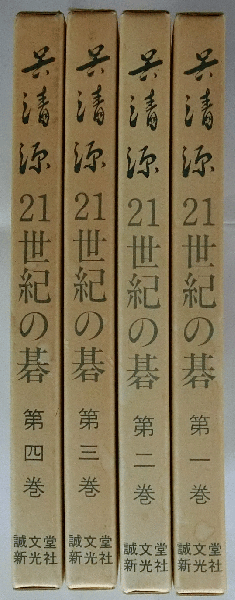 呉清源 21世紀の碁 第一巻 誠文堂新光社
呉清源 21世紀の碁 第二巻 誠文堂新光社
呉清源 21世紀の碁 第三巻 誠文堂新光社
呉清源 21世紀の碁 第四巻 誠文堂新光社